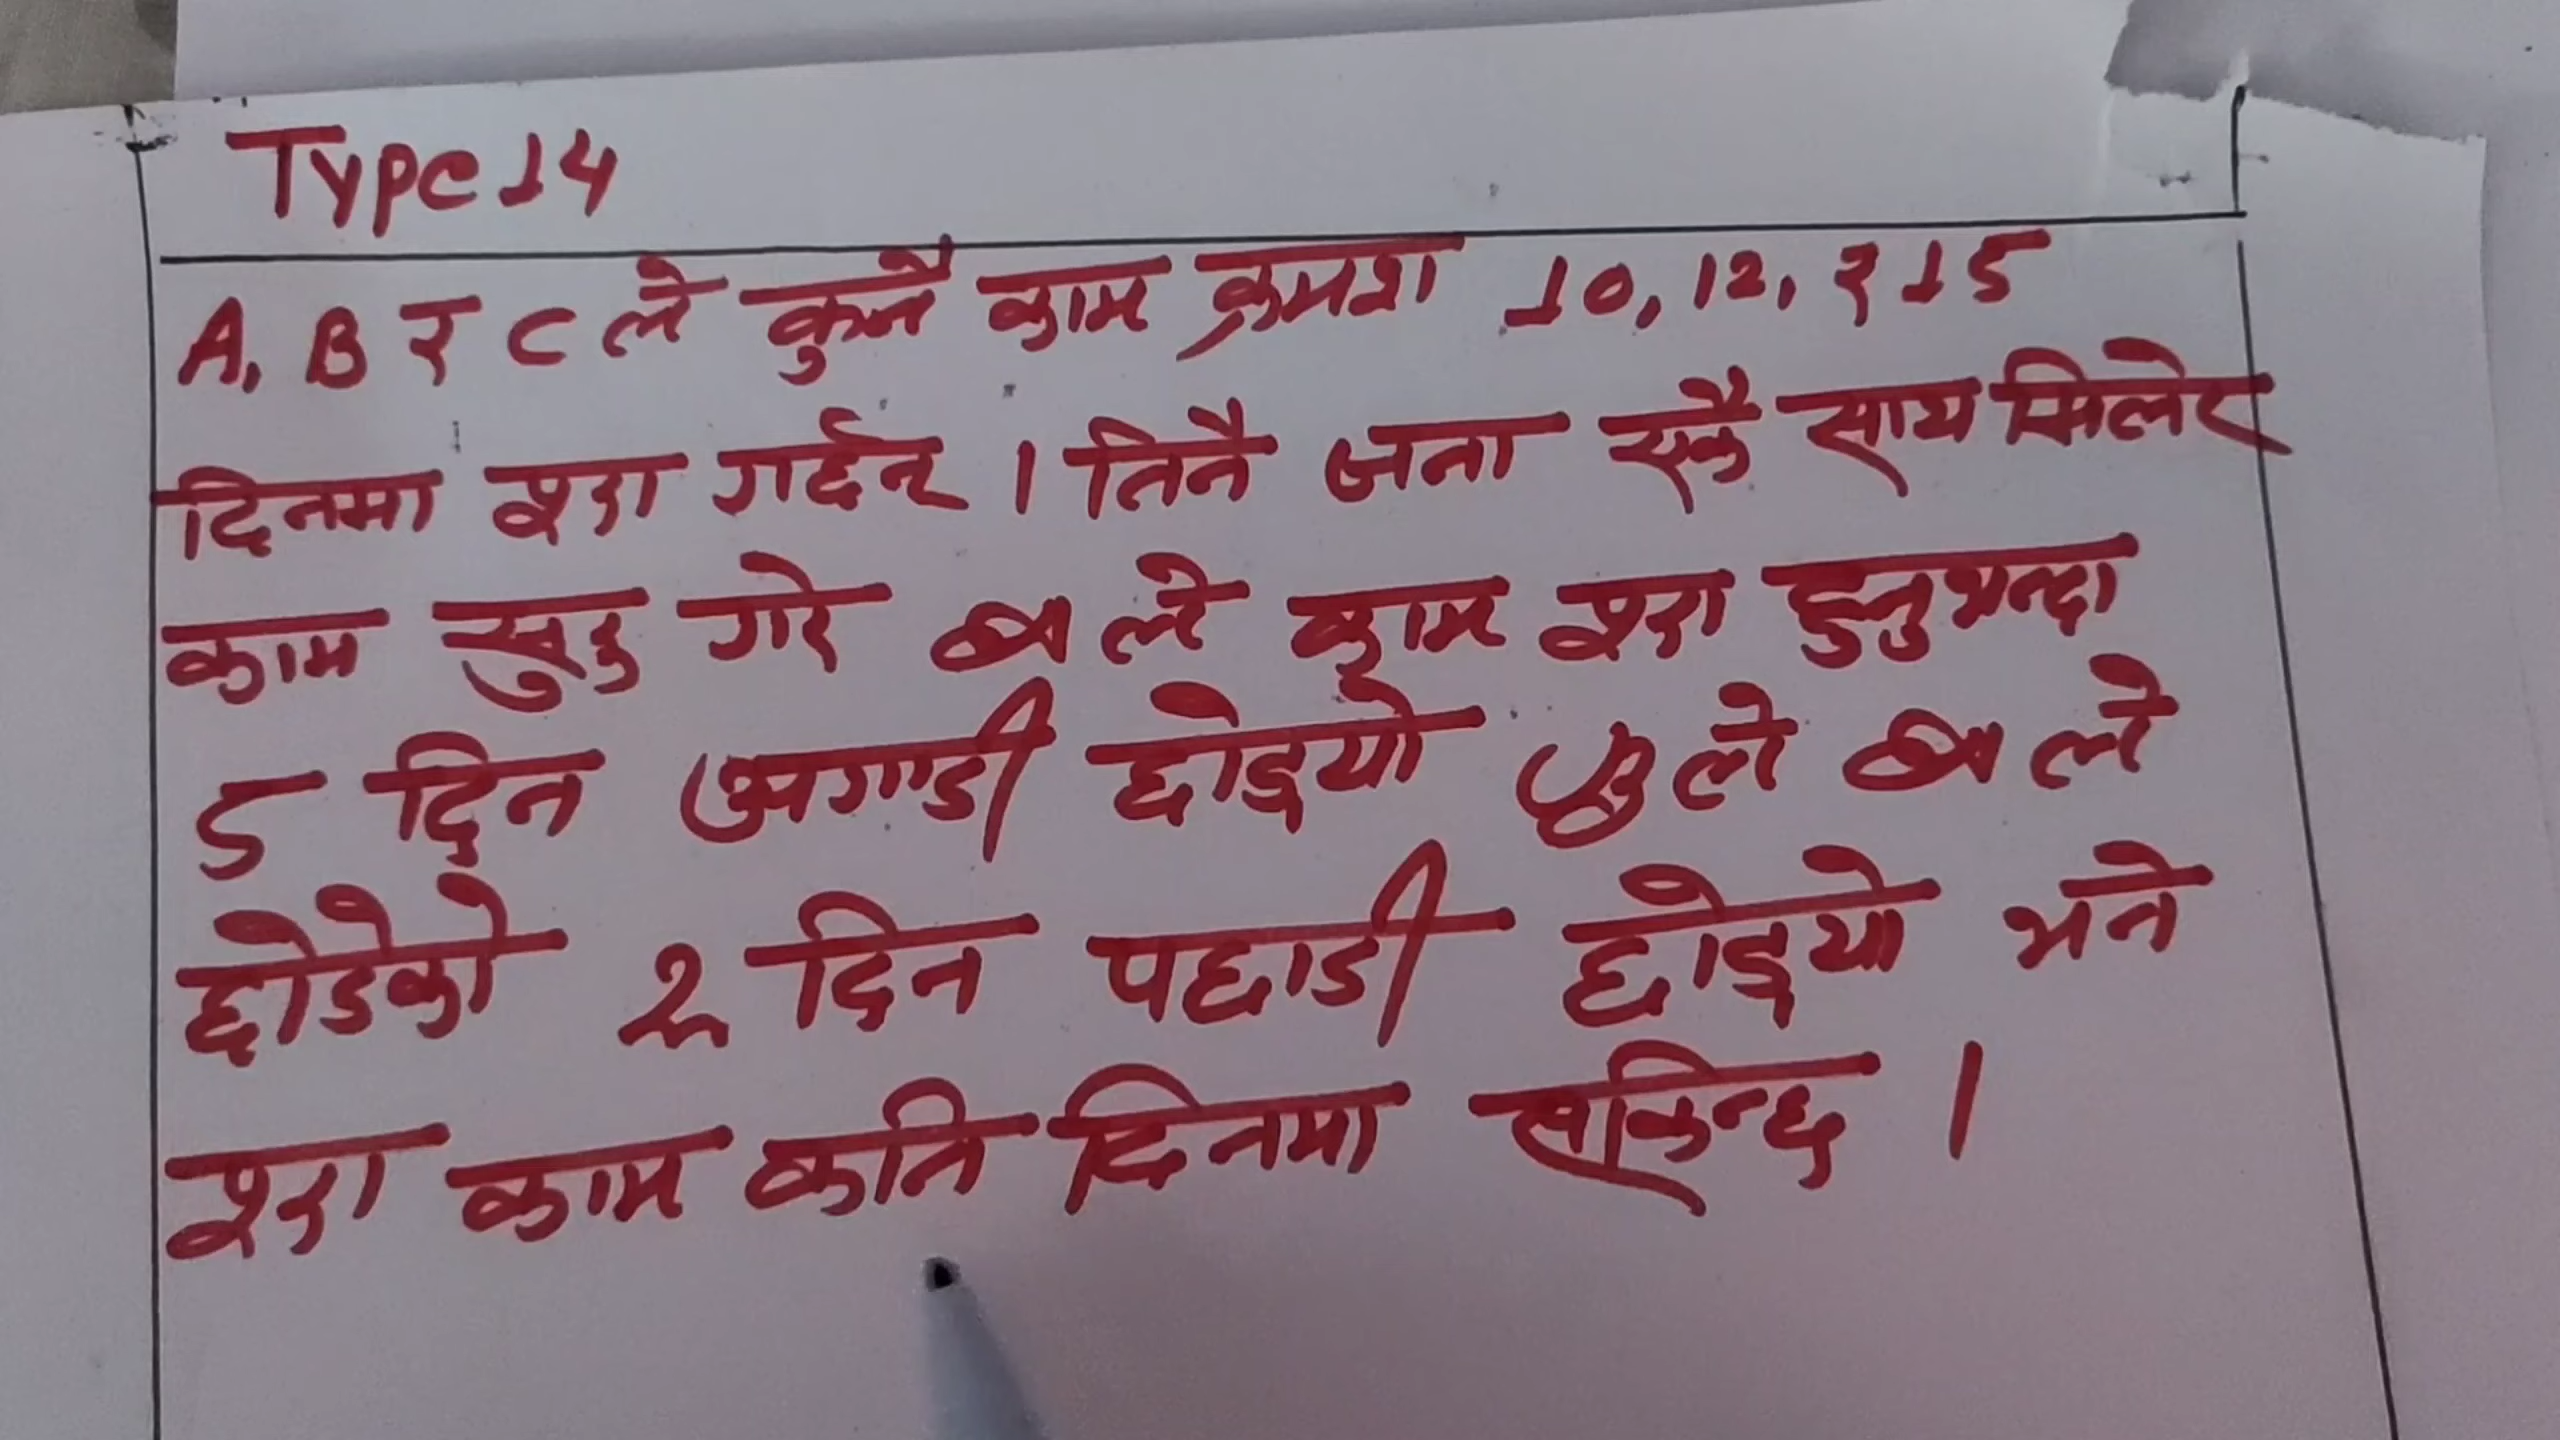 Type 14
A, B र C ले कुनै काम क्रमश 10, 12, र 15
दिनमा पूरा गर्दछन् । तिनै जना एकै साथ मिलेर
काम सुरु गरे B ले काम पूरा हुनुभन्दा
5 दिन अगाडी छोड्यो A ले B ले
छोडेको 2 दिन पछाडी छोड्यो भने
पूरा काम कति दिनमा सकिन्छ ।